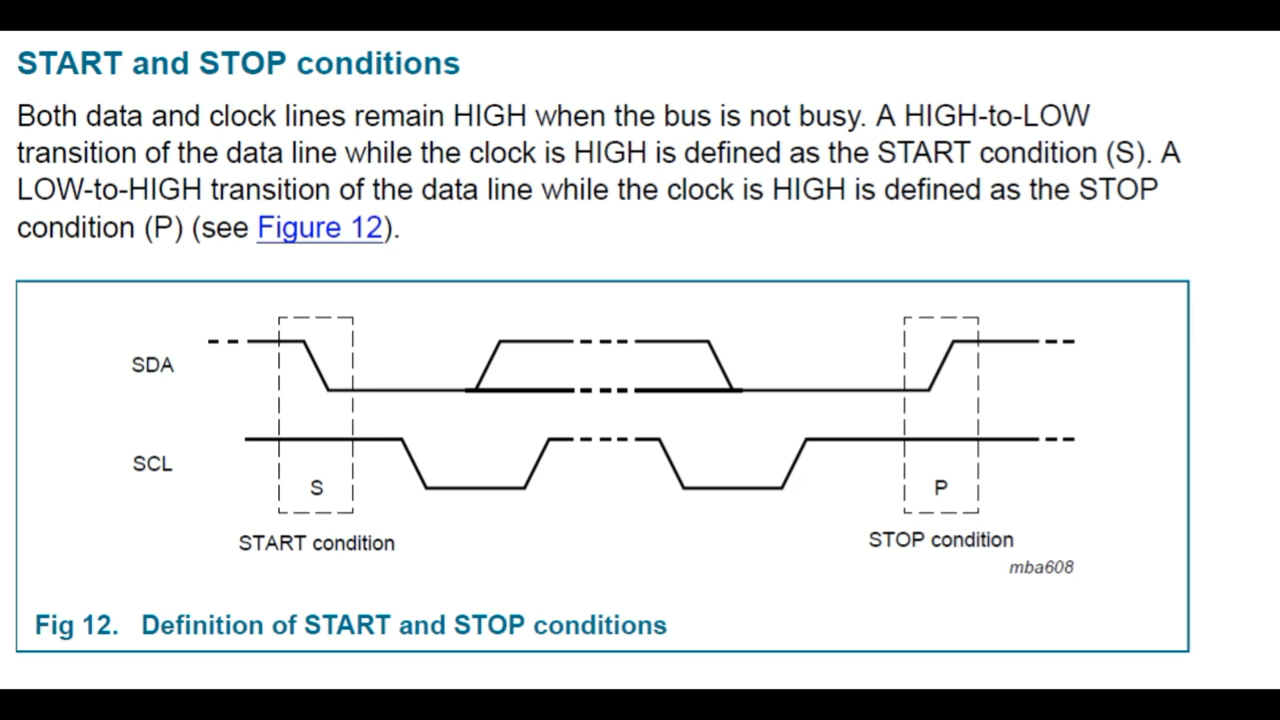 START and STOP conditions
Both data and clock lines remain HIGH when the bus is not busy. A HIGH-to-LOW
transition of the data line while the clock is HIGH is defined as the START condition (S). A
LOW-to-HIGH transition of the data line while the clock is HIGH is defined as the STOP
condition (P) (see Figure 12).
SDA
SCL
S
P
START condition
STOP condition
mba608
Fig 12. Definition of START and STOP conditions